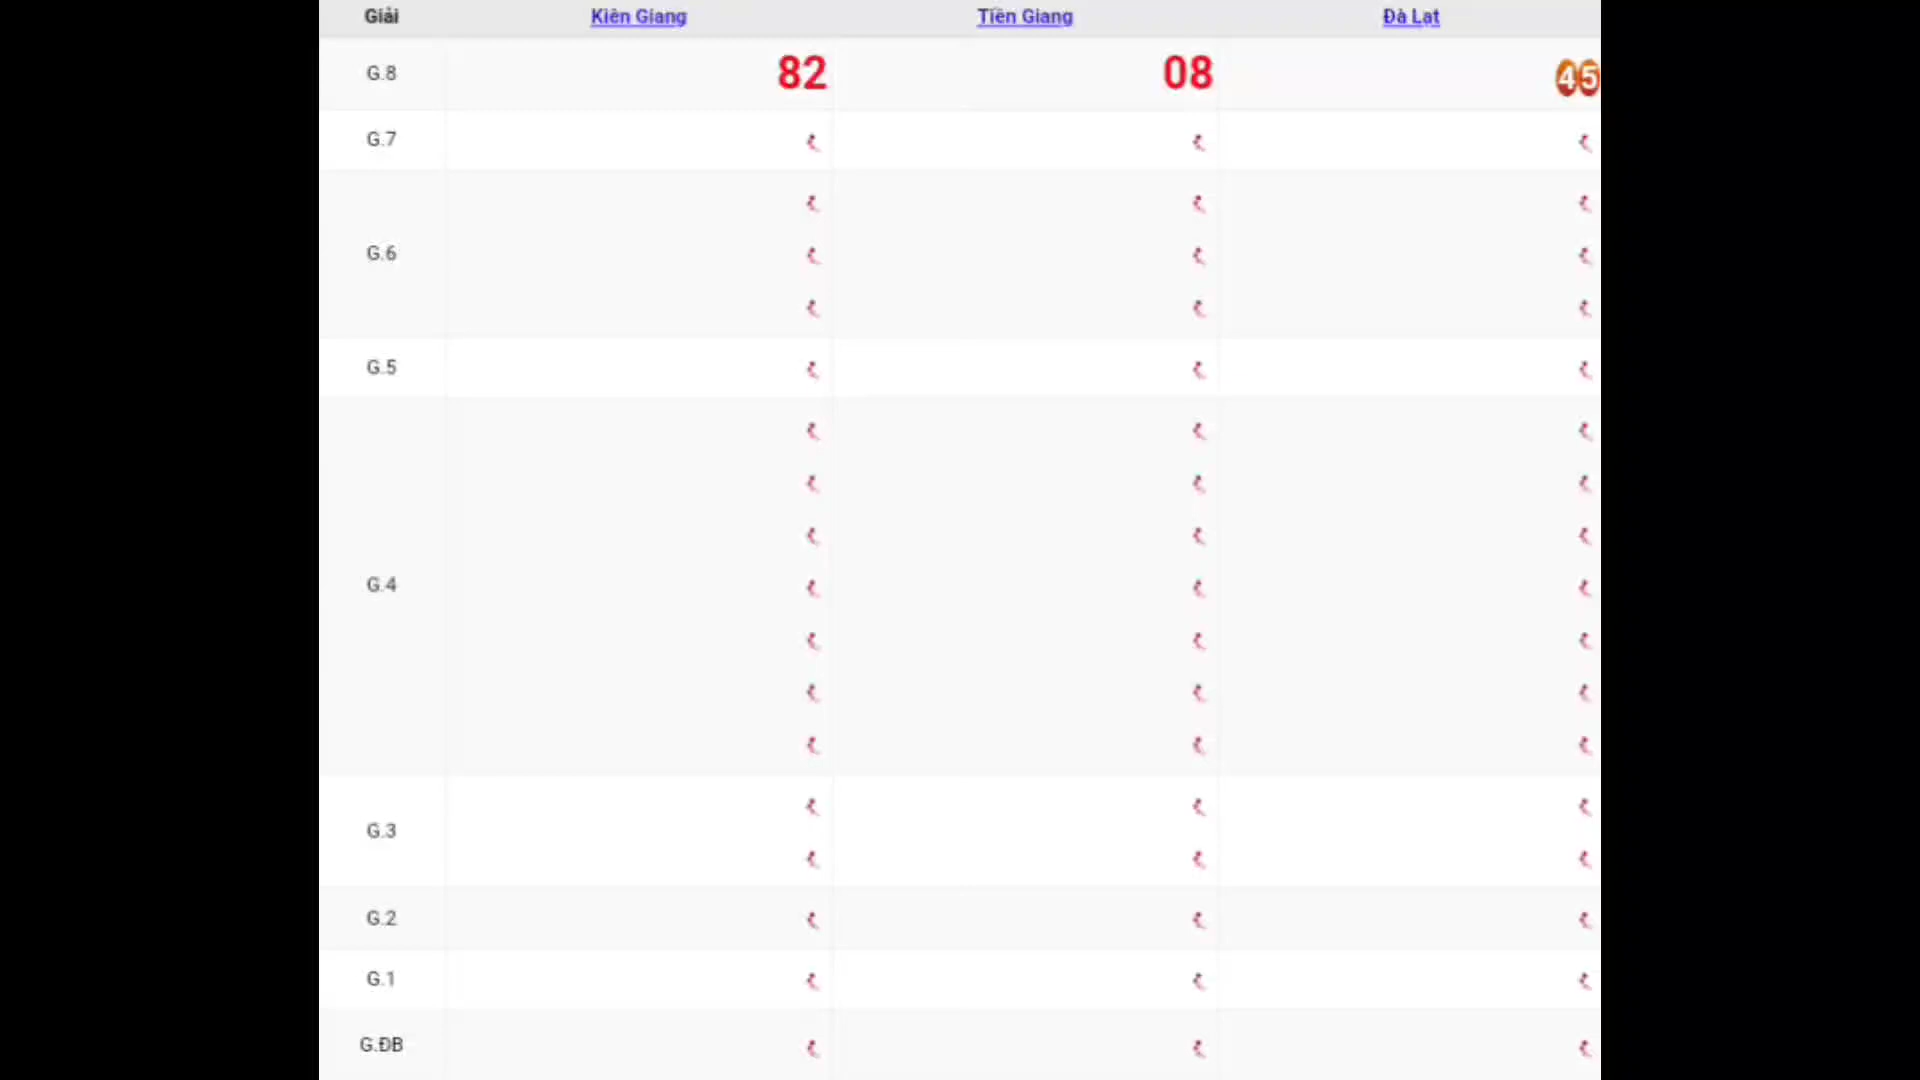 Giải Kiên Giang Tiền Giang Đà Lạt
G.8 82 08 45
G.7
G.6
G.5
G.4
G.3
G.2
G.1
G.ĐB